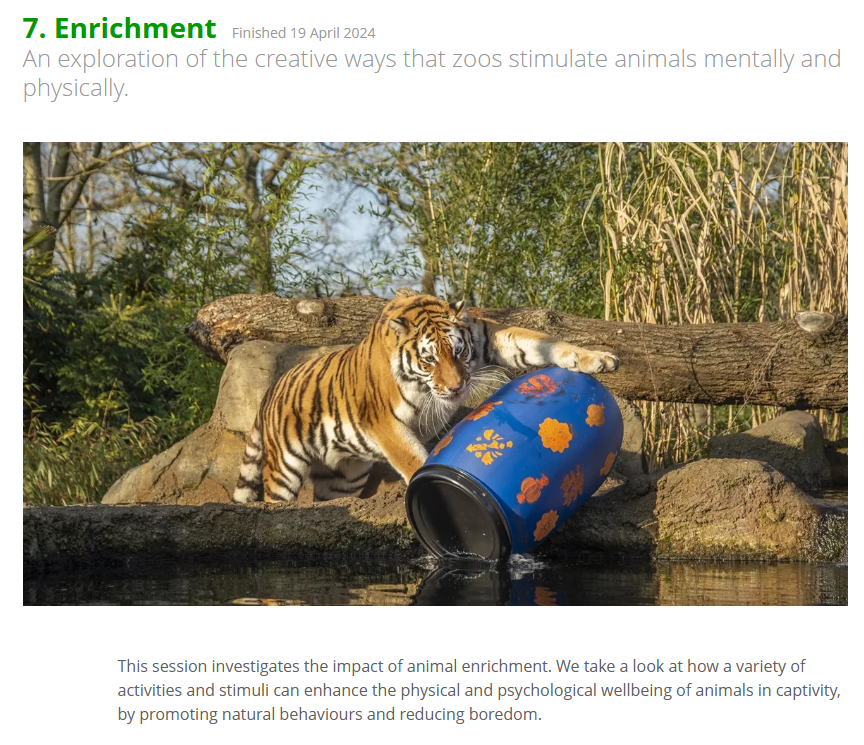 7. Enrichment Finished 19 April 2024
An exploration of the creative ways that zoos stimulate animals mentally and
physically.
This session investigates the impact of animal enrichment. We take a look at how a variety of
activities and stimuli can enhance the physical and psychological wellbeing of animals in captivity,
by promoting natural behaviours and reducing boredom.